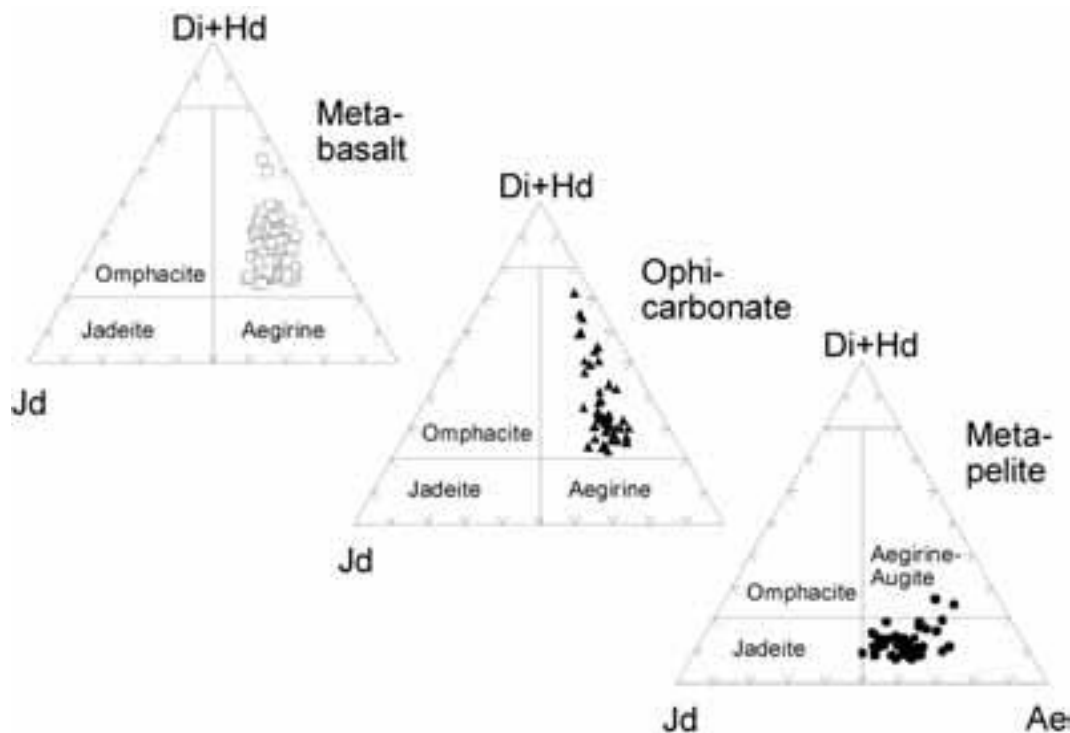 Di+Hd
Meta-
basalt
Omphacite
Jadeite
Aegirine
Jd
Di+Hd
Ophi-
carbonate
Omphacite
Jadeite
Aegirine
Jd
Di+Hd
Meta-
pelite
Aegirine-
Augite
Omphacite
Jadeite
Jd
Ae